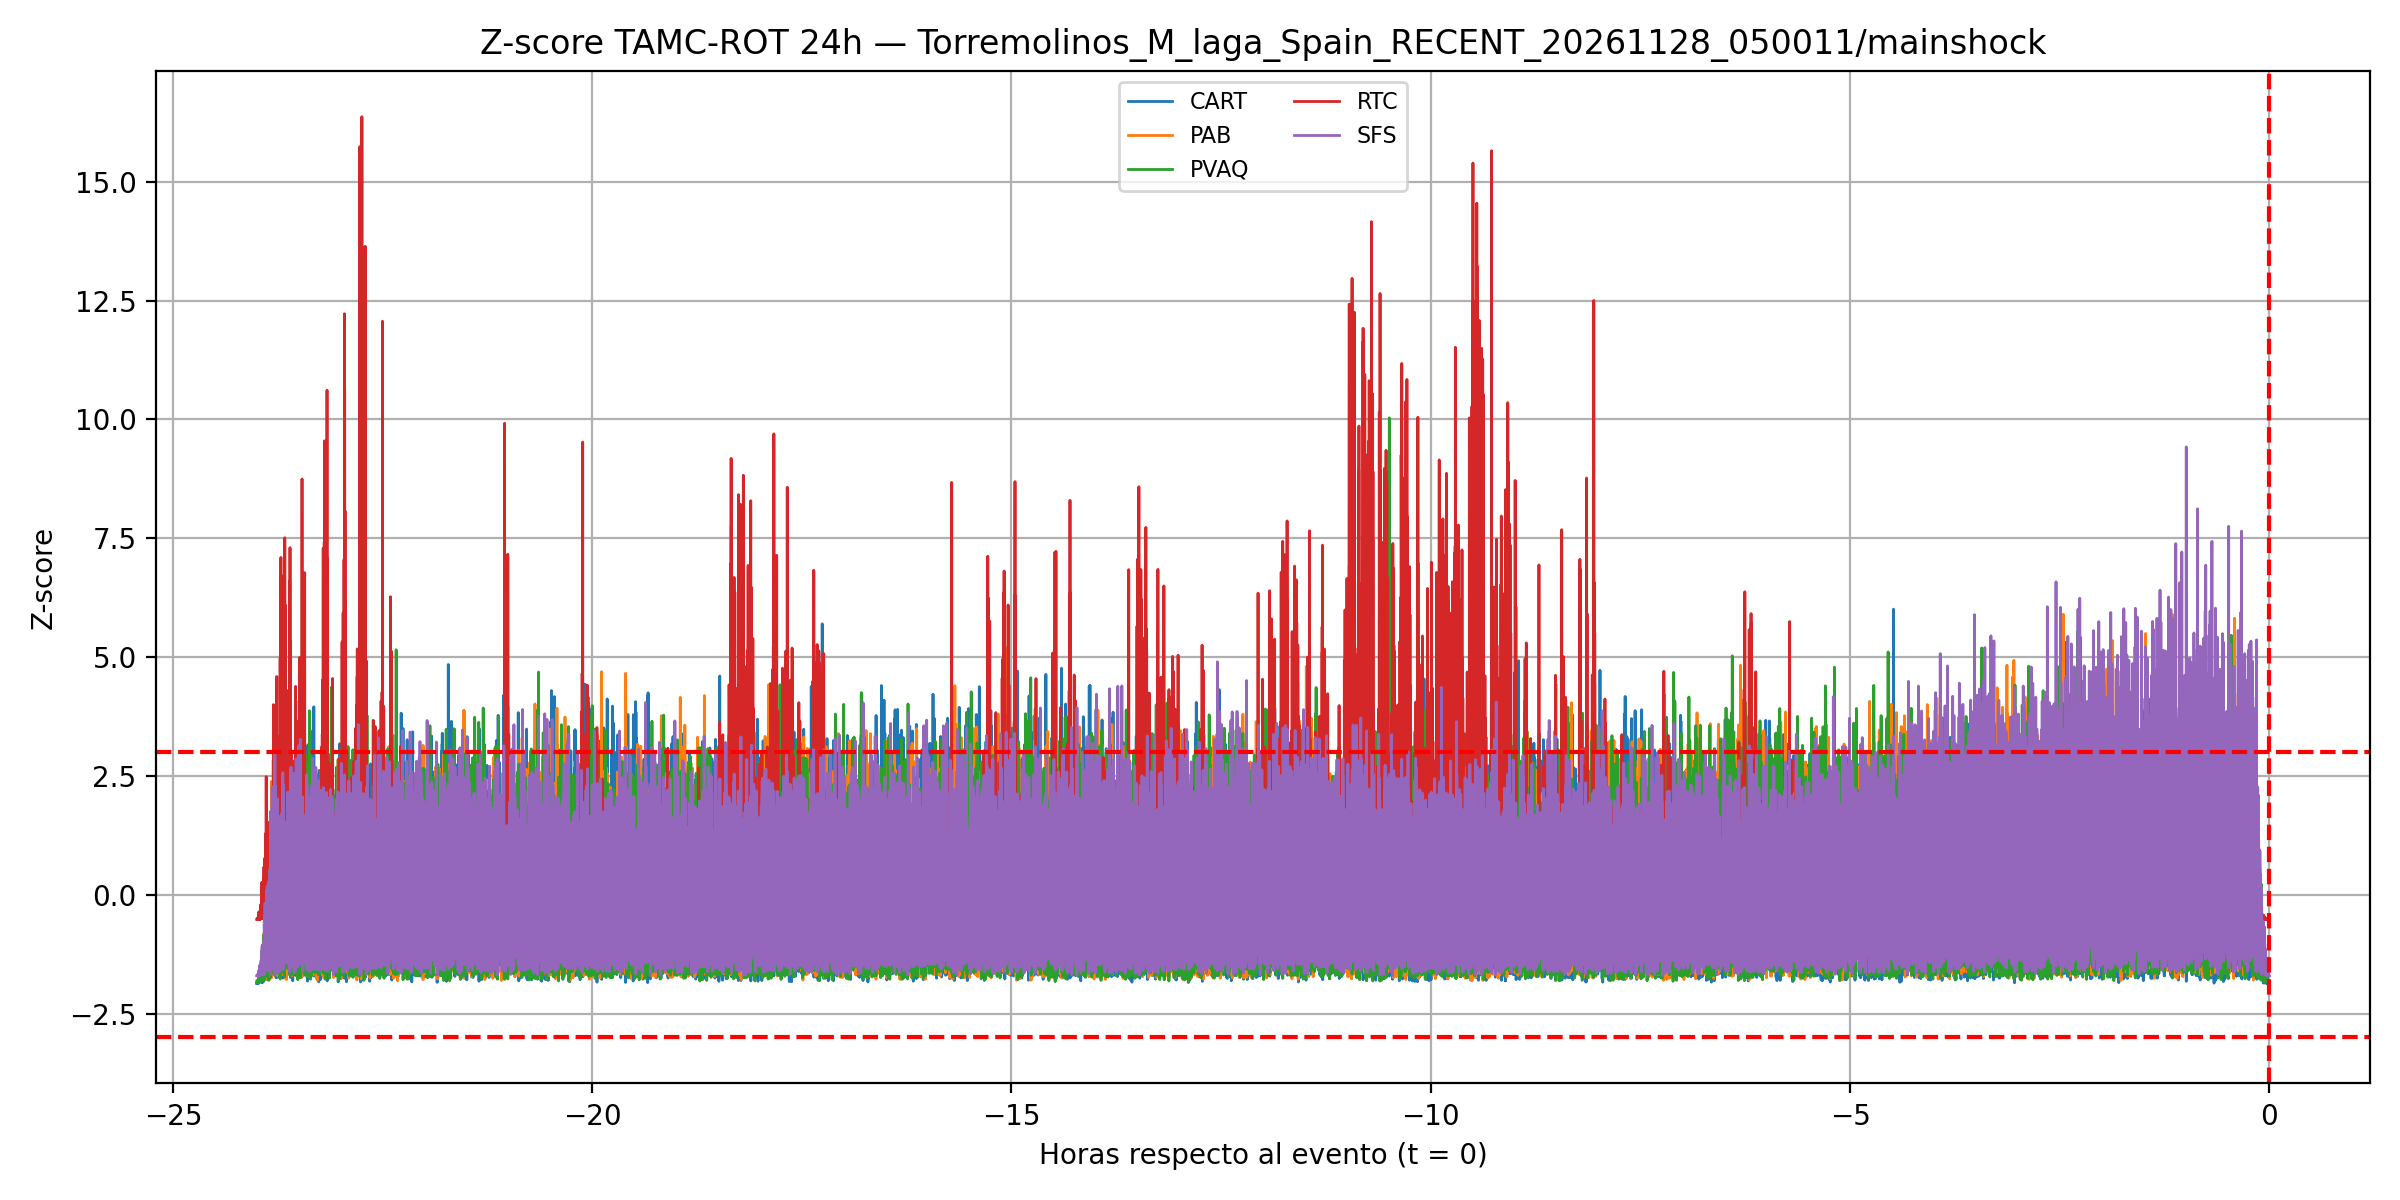 Z-score TAMC-ROT 24h — Torremolinos_M_laga_Spain_RECENT_20261128_050011/mainshock
CART
PAB
PVAQ
RTC
SFS
Z-score
15.0
12.5
10.0
7.5
5.0
2.5
0.0
−2.5
−25
−20
−15
−10
−5
0
Horas respecto al evento (t = 0)